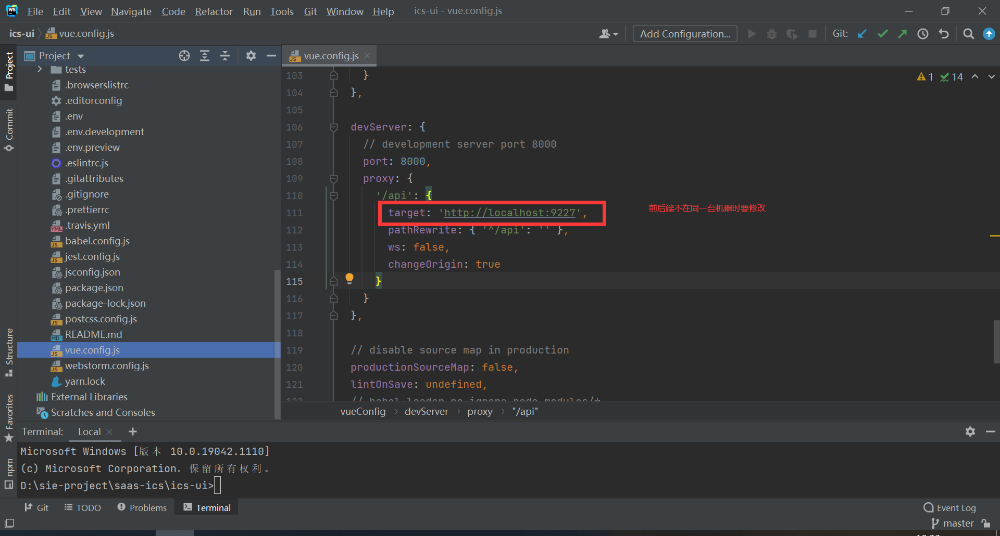 File Edit View Navigate Code Refactor Run Tools Git Window Help ics-ui - vue.config.js
ics-ui vue.config.js Add Configuration... Git:
Project vue.config.js
Project
Commit
Structure
Favorites
npm
tests
.browserslistrc
.editorconfig
.env
.env.development
.env.preview
.eslintrc.js
.gitattributes
.gitignore
.prettierrc
.travis.yml
babel.config.js
jest.config.js
jsconfig.json
package.json
package-lock.json
postcss.config.js
README.md
vue.config.js
webstorm.config.js
yarn.lock
External Libraries
Scratches and Consoles
1 14
103 }
104 },
105
106 devServer: {
107 // development server port 8000
108 port: 8000,
109 proxy: {
110 '/api': {
111 target: 'http://localhost:9227',
前后端不在同一台机器时要修改
112 pathRewrite: { '^/api': '' },
113 ws: false,
114 changeOrigin: true
115 }
116 }
117 },
118
119 // disable source map in production
120 productionSourceMap: false,
121 lintOnSave: undefined,
122 // babel-loader no-ignore node_modules/*
vueConfig devServer proxy "/api"
Terminal: Local
Microsoft Windows [版本 10.0.19042.1110]
(c) Microsoft Corporation。保留所有权利。
D:\sie-project\saas-ics\ics-ui>
Git TODO Problems Terminal Event Log
master